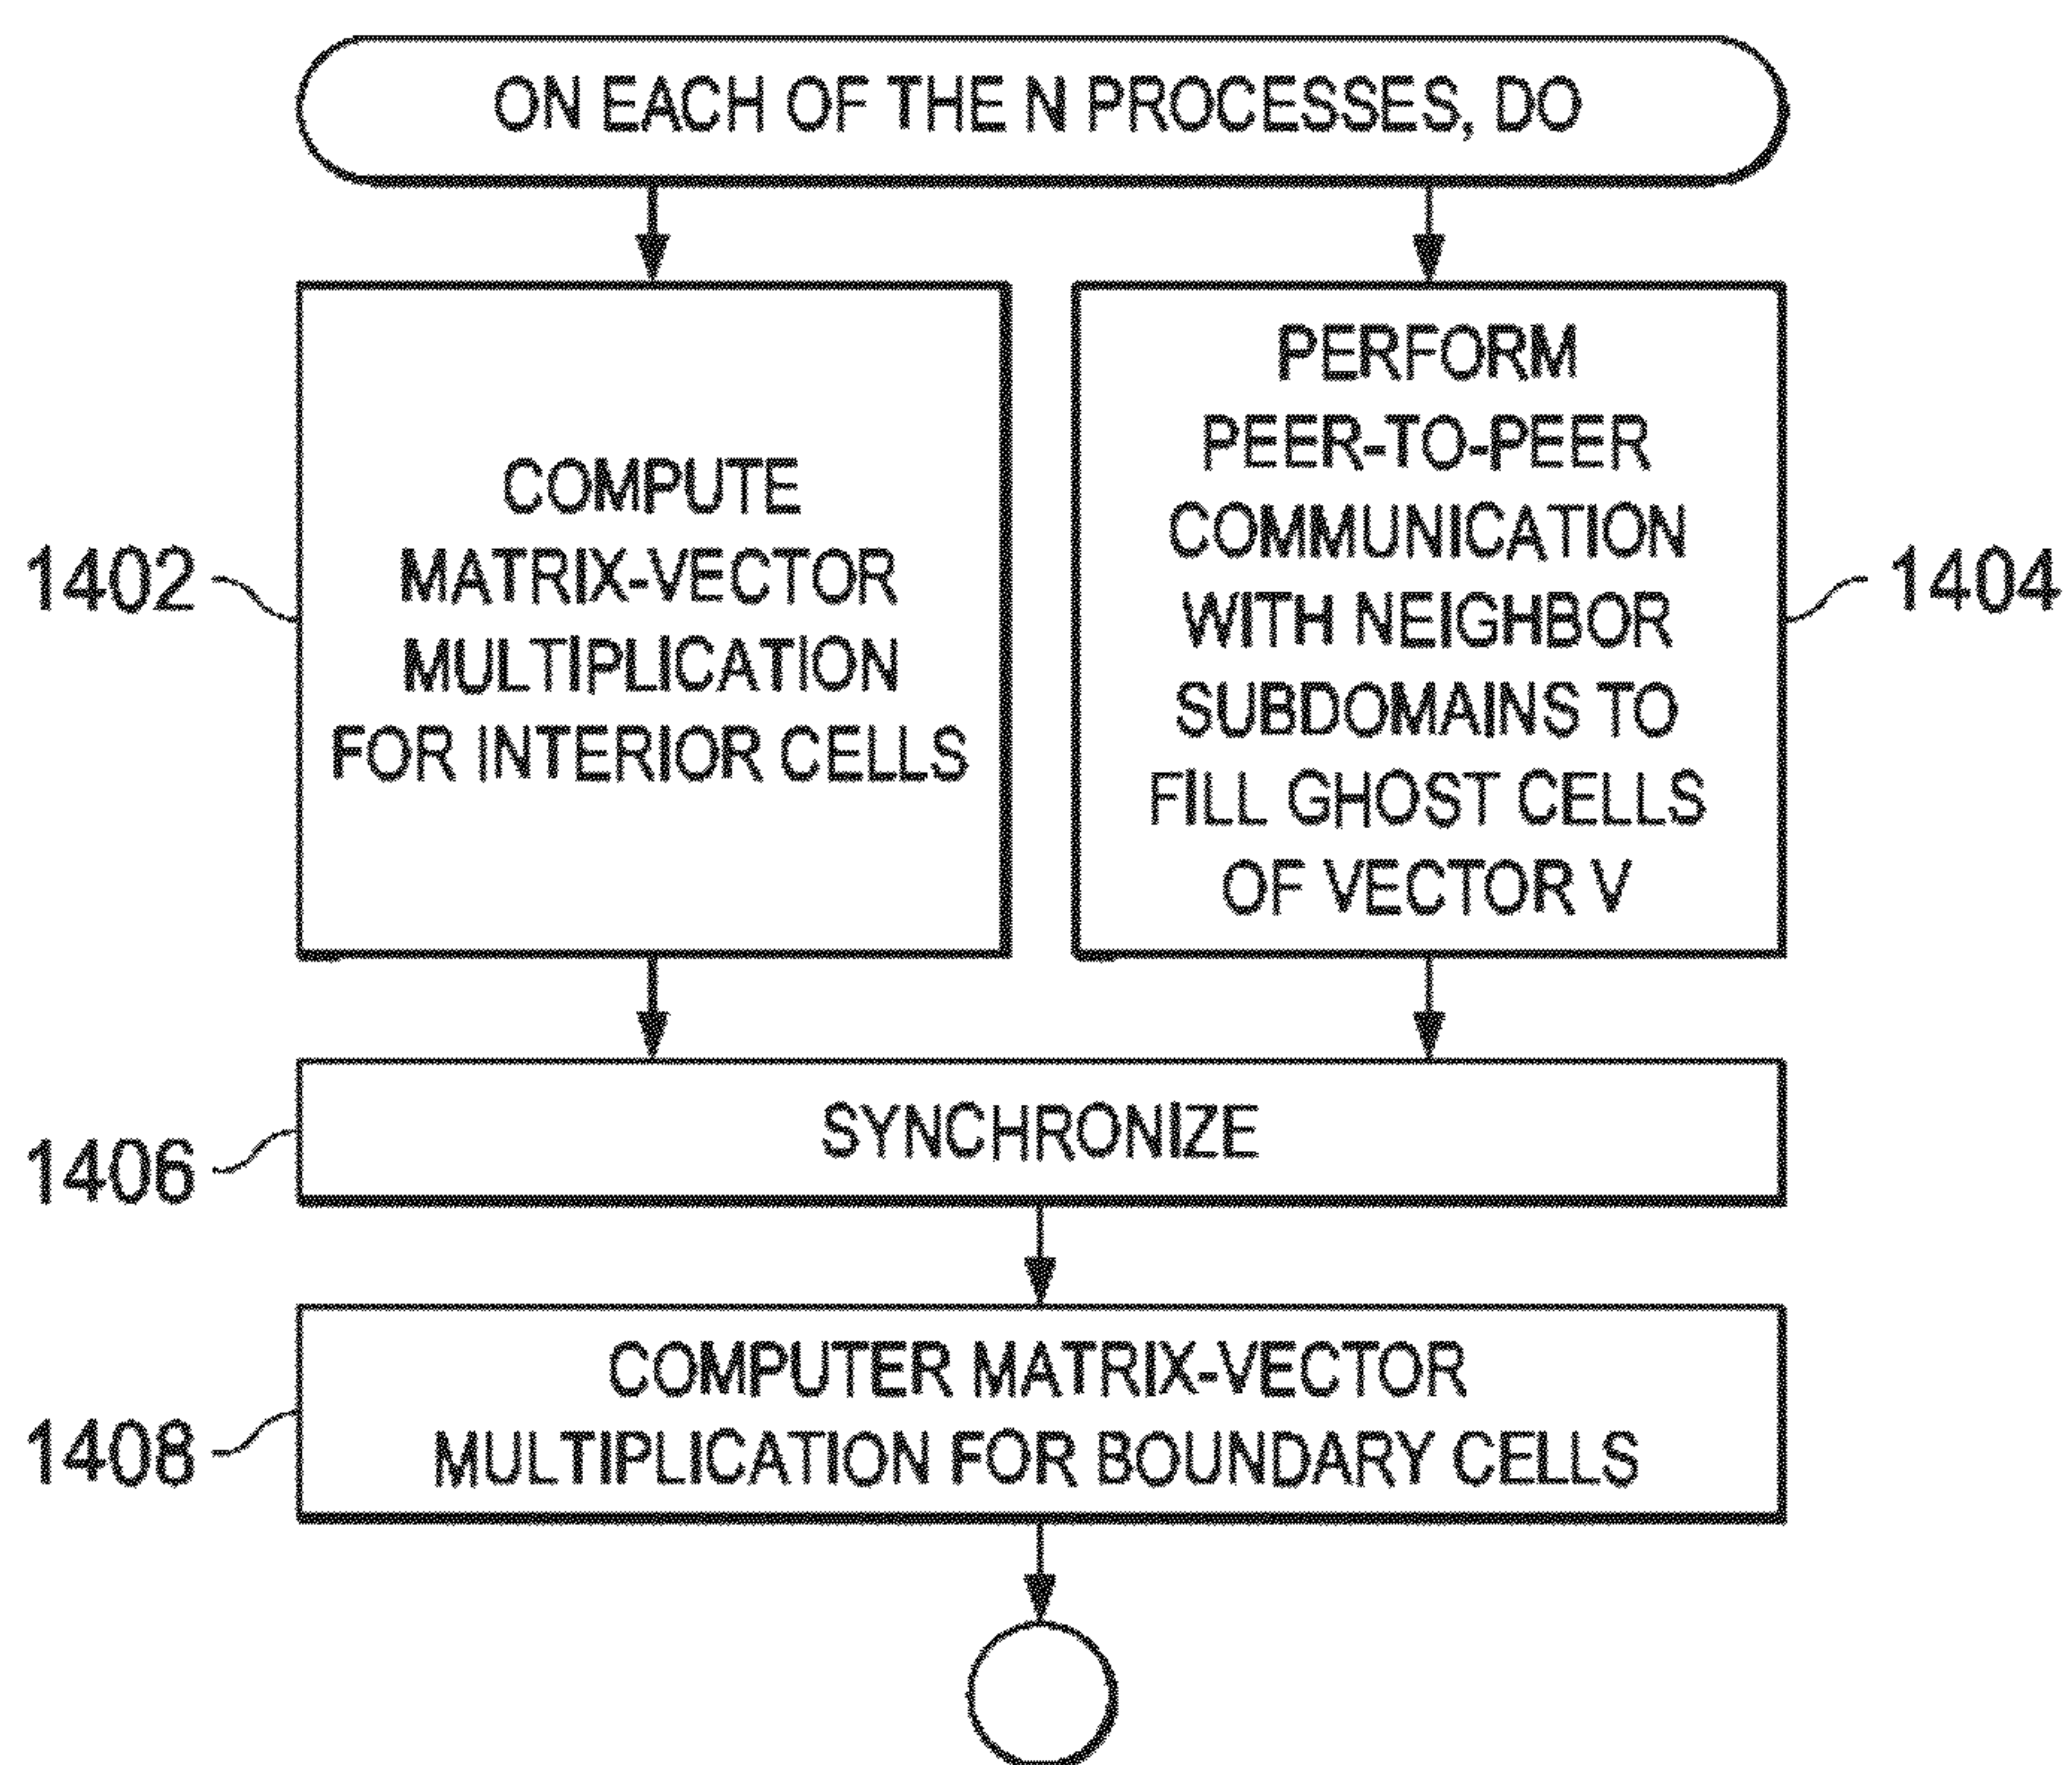 ON EACH OF THE N PROCESSES, DO
1402
COMPUTE
MATRIX-VECTOR
MULTIPLICATION
FOR INTERIOR CELLS
PERFORM
PEER-TO-PEER
COMMUNICATION
WITH NEIGHBOR
SUBDOMAINS TO
FILL GHOST CELLS
OF VECTOR V
1404
1406
SYNCHRONIZE
1408
COMPUTER MATRIX-VECTOR
MULTIPLICATION FOR BOUNDARY CELLS